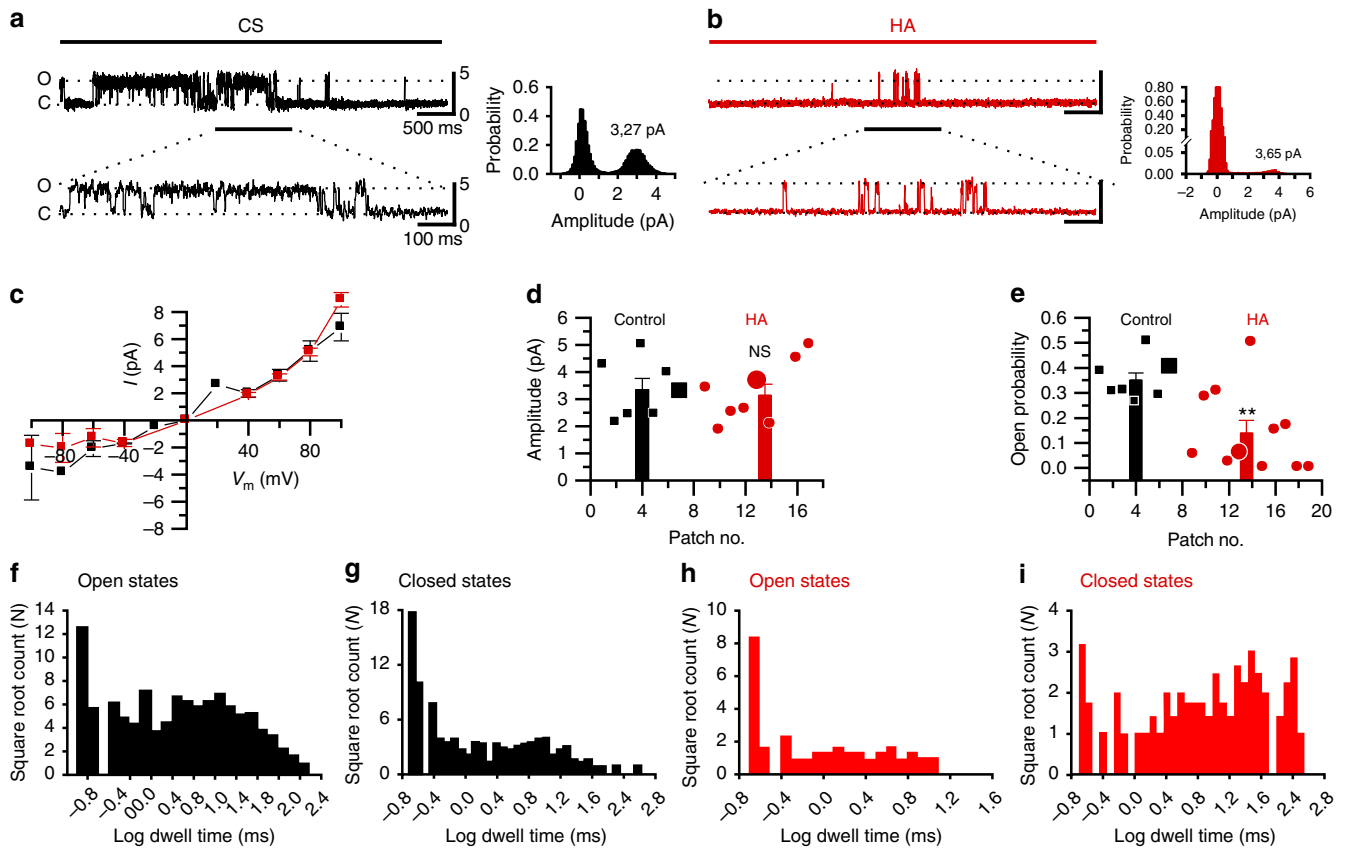 a
CS
O
C
5
0
500 ms
O
C
5
0
100 ms
Probability
0.6
0.4
0.2
0.0
3,27 pA
0 2 4
Amplitude (pA)
b
HA
Probability
0.80
0.60
0.40
0.20
0.05
0.00
3,65 pA
–2 0 2 4 6
Amplitude (pA)
c
I (pA)
8
6
4
2
–80 –40
40 80
Vm (mV)
–2
–4
–6
–8
d
Control HA
NS
Amplitude (pA)
6
5
4
3
2
1
0
0 4 8 12 16
Patch no.
e
Control HA
**
Open probability
0.6
0.5
0.4
0.3
0.2
0.1
0.0
0 4 8 12 16 20
Patch no.
f
Open states
Square root count (N)
14
12
10
8
6
4
2
0
–0.8 –0.4 00.0 0.4 0.8 1.0 1.6 2.0 2.4
Log dwell time (ms)
g
Closed states
Square root count (N)
18
15
12
9
6
3
0
–0.8 –0.4 0.0 0.4 0.8 1.2 1.6 2.0 2.4 2.8
Log dwell time (ms)
h
Open states
Square root count (N)
10
8
6
4
2
0
–0.8 –0.4 0.0 0.4 0.8 1.2 1.6
Log dwell time (ms)
i
Closed states
Square root count (N)
4
3
2
1
0
–0.8 –0.4 0.0 0.4 0.8 1.2 1.6 2.0 2.4 2.8
Log dwell time (ms)